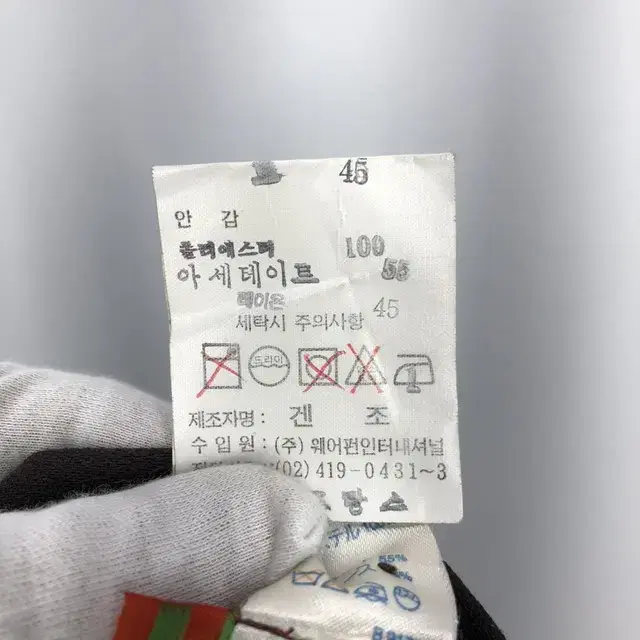 45
안 감
폴리에스터 100
아세테이트 55
레이온 45
세탁시 주의사항
드라이
제조자명: 겐 조
수입원: (주)웨어펀인터내셔널
(02)419-0431~3
55%